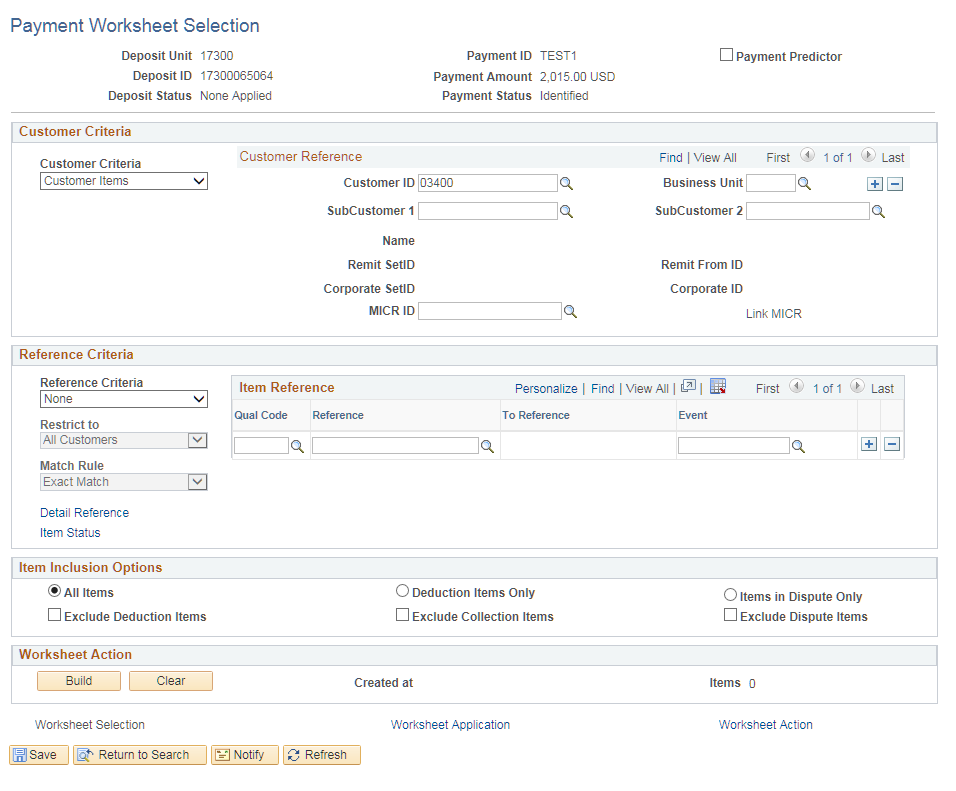 Payment Worksheet Selection
Deposit Unit 17300 Payment ID TEST1 Payment Predictor
Deposit ID 17300065064 Payment Amount 2,015.00 USD
Deposit Status None Applied Payment Status Identified
Customer Criteria
Customer Criteria Customer Reference Find | View All First 1 of 1 Last
Customer Items Customer ID 03400 Business Unit
SubCustomer 1 SubCustomer 2
Name
Remit SetID Remit From ID
Corporate SetID Corporate ID
MICR ID Link MICR
Reference Criteria
Reference Criteria Item Reference Personalize | Find | View All | | First 1 of 1 Last
None
Qual Code Reference To Reference Event
Restrict to
All Customers
Match Rule
Exact Match
Detail Reference
Item Status
Item Inclusion Options
All Items Deduction Items Only Items in Dispute Only
Exclude Deduction Items Exclude Collection Items Exclude Dispute Items
Worksheet Action
Build Clear Created at Items 0
Worksheet Selection Worksheet Application Worksheet Action
Save Return to Search Notify Refresh